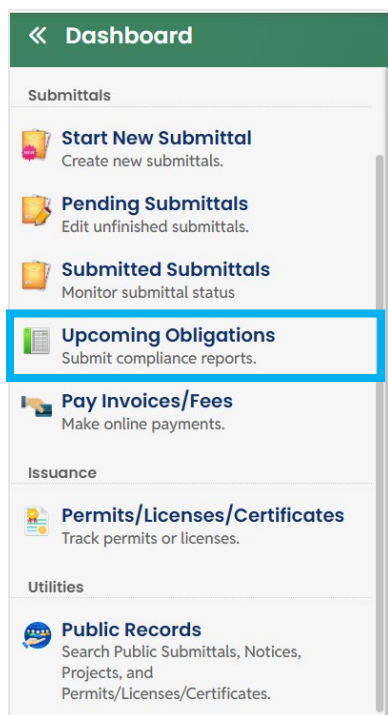 « Dashboard
Submittals
Start New Submittal
NEW
Create new submittals.
Pending Submittals
Edit unfinished submittals.
Submitted Submittals
Monitor submittal status
Upcoming Obligations
Submit compliance reports.
Pay Invoices/Fees
Make online payments.
Issuance
Permits/Licenses/Certificates
Track permits or licenses.
Utilities
Public Records
Search Public Submittals, Notices,
Projects, and
Permits/Licenses/Certificates.